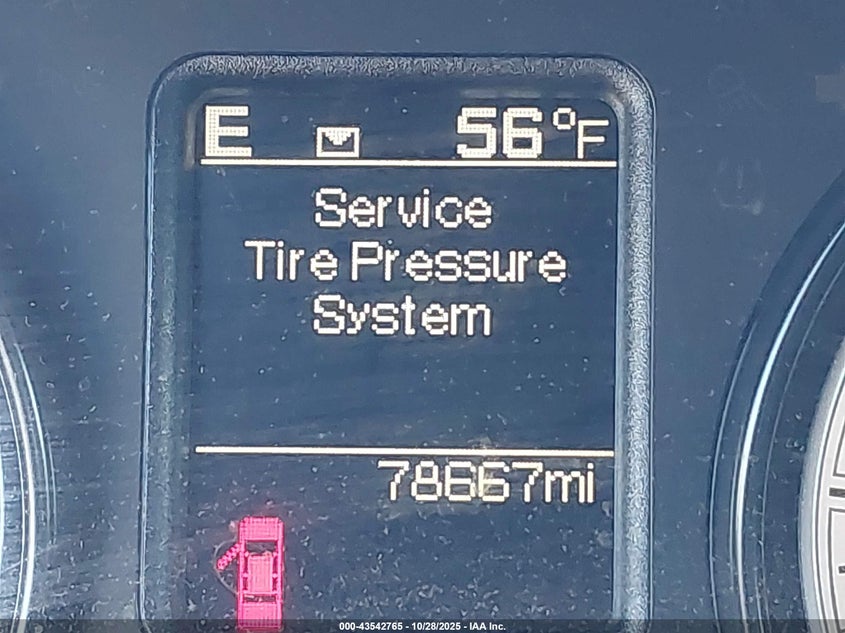 E 56°F
Service
Tire Pressure
System
78667mi
000-43542765 - 10/28/2025 - IAA Inc.